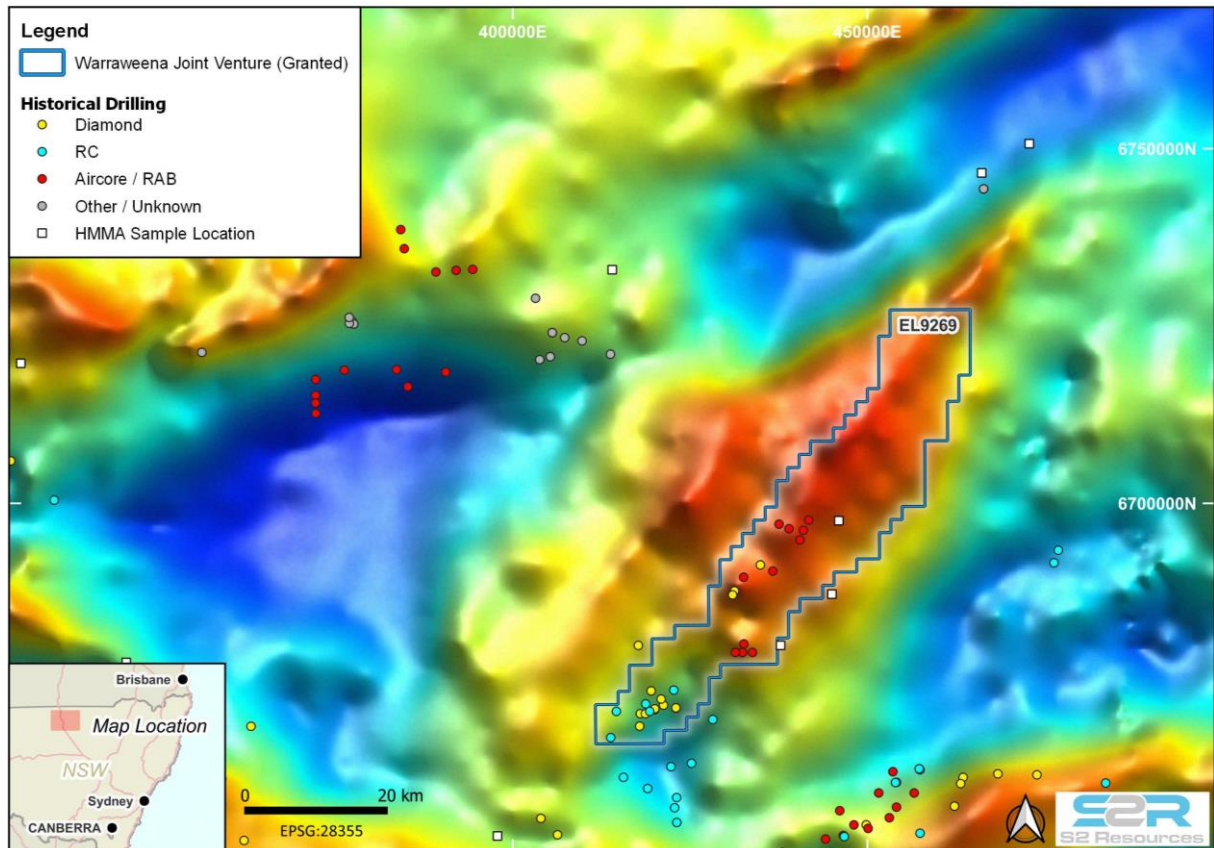 Legend
Warraweena Joint Venture (Granted)
Historical Drilling
Diamond
RC
Aircore / RAB
Other / Unknown
HMMA Sample Location
400000E
450000E
6750000N
EL9269
6700000N
Brisbane
Map Location
NSW
Sydney
CANBERRA
0 20 km
EPSG:28355
S2R
S2 Resources